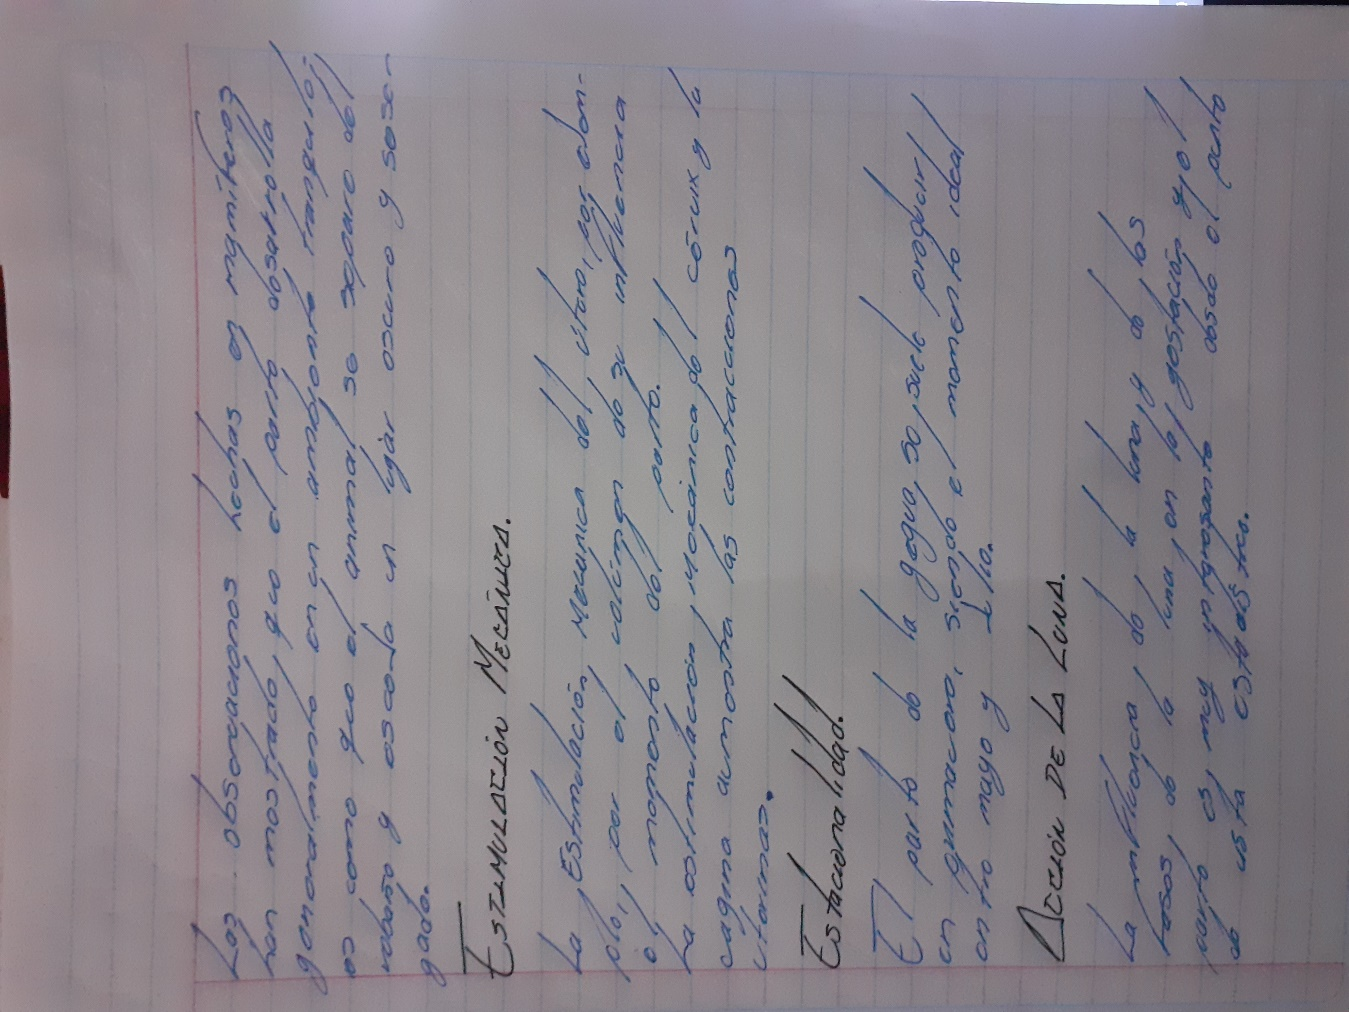 Las observaciones hechas en mamíferos
han mostrado que el parto desarrolla
generalmente en un ambiente tranquilo;
es como que el animal se separe del
rebaño y esconda un lugar oscuro y sose-
gado.
ESTIMULACIÓN MECÁNICA.
La Estimulación Mecánica del útero, por ejem-
plo, por el volumen de su influencia
el momento del parto.
La estimulación Mecánica del cérvix y la
vagina aumenta las contracciones
uterinas.
Estacionalidad.
El parto de la yegua, se suele producir
en primavera, siendo el momento ideal
entre mayo y Julio.
ACCIÓN DE LA LUNA.
La influencia de la luna y de las
fases de la luna en la gestación y el
parto es muy interesante desde el punto
de vista estadístico.